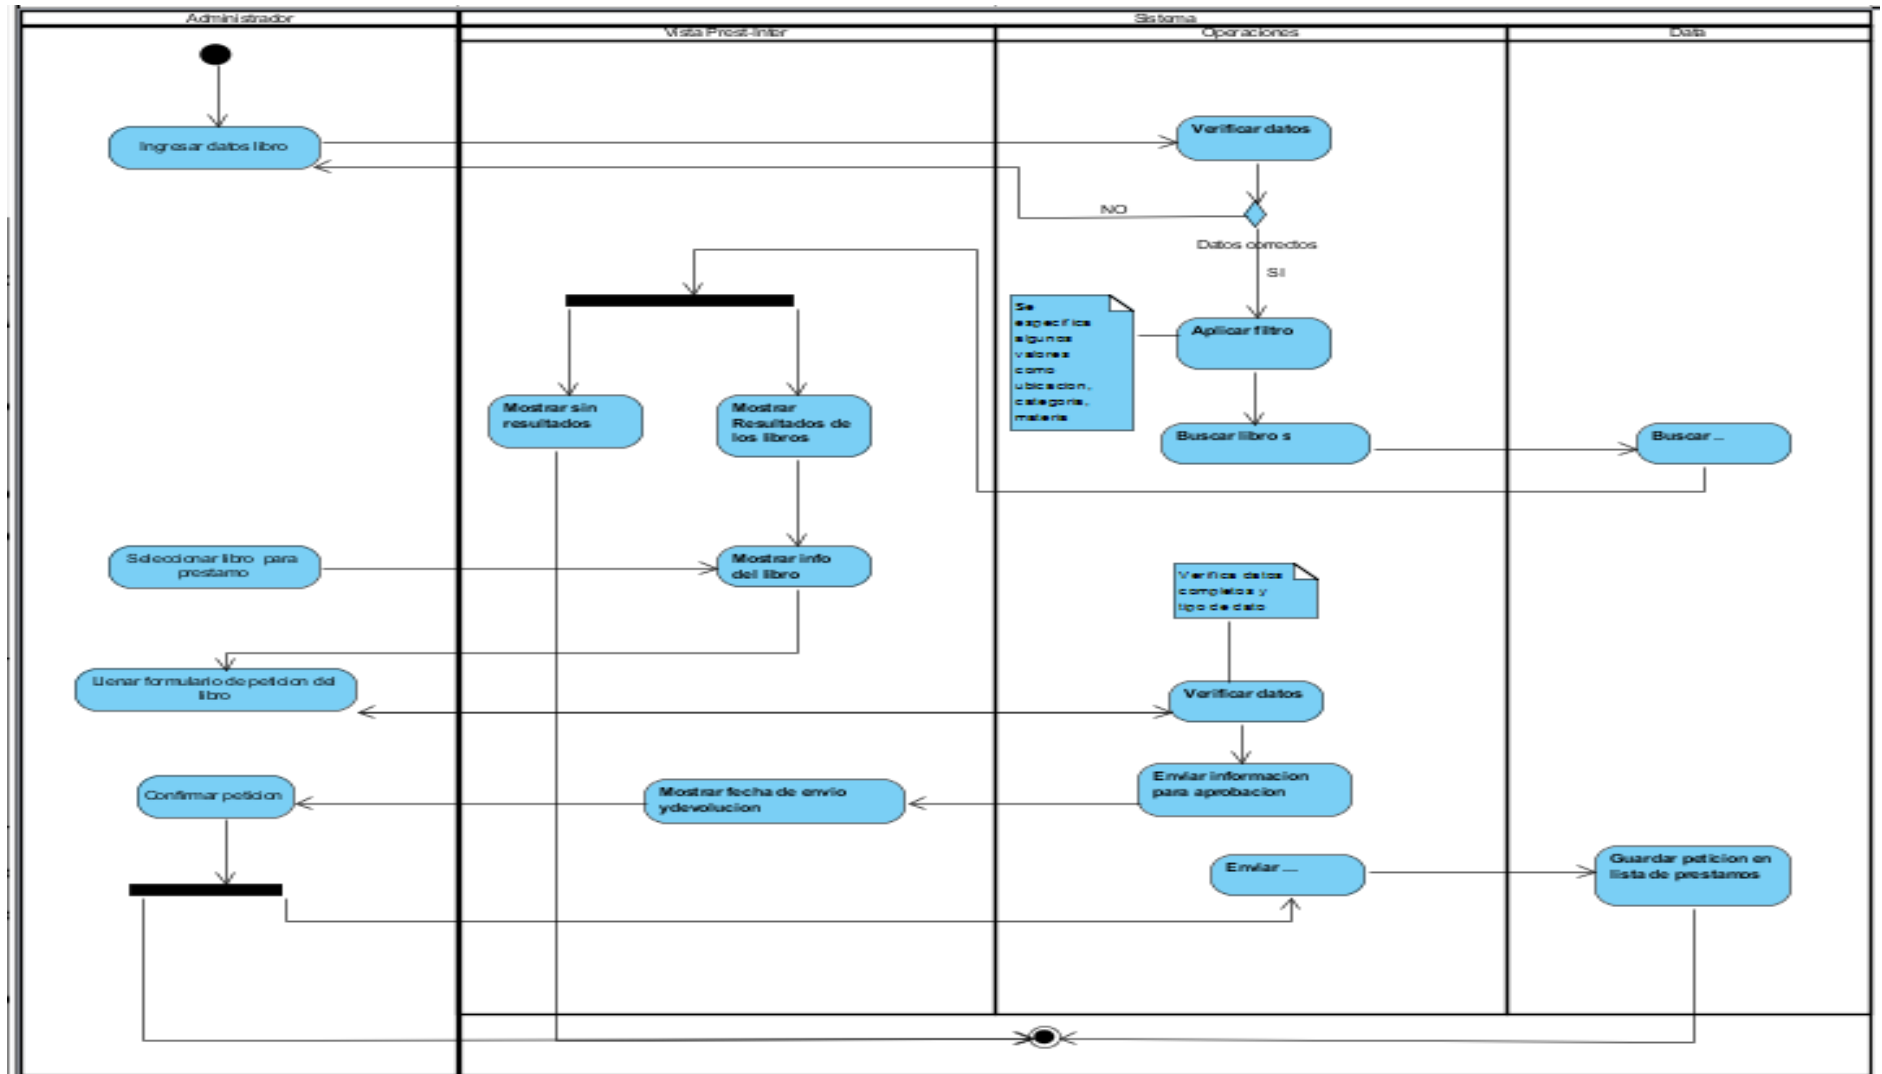 Administrador
Sistema
Vista Prest-Inter
Operaciones
Data
Ingresar datos libro
Verificar datos
NO
Datos correctos
SI
Se
especifica
algunos
valores
como
ubicacion,
categoria,
materia
Aplicar filtro
Mostrar sin
resultados
Mostrar
Resultados de
los libros
Buscar libro s
Buscar ...
Seleccionar libro para
prestamo
Mostrar info
del libro
Verifica datos
completos y
tipo de dato
Llenar formulario de peticion del
libro
Verificar datos
Confirmar peticion
Mostrar fecha de envio
ydevolucion
Enviar informacion
para aprobacion
Enviar ...
Guardar peticion en
lista de prestamos